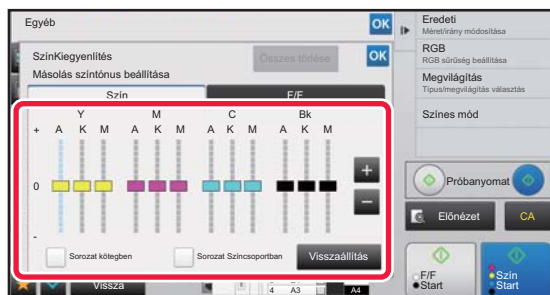 Egyéb
OK
SzínKiegyenlítés
Összes törlése
OK
Másolás színtónus beállítása
Szín
F/F
Y M C Bk
+ A K M A K M A K M A K M
0
+
-
-
Sorozat kötegben
Sorozat Színcsoportban
Visszaállítás
Vissza
4 A3
A4
Eredeti
Méret/irány módosítása
RGB
RGB sűrűség beállítása
Megvilágítás
Típus/megvilágítás választás
Színes mód
Próbanyomat
Előnézet
CA
F/F
Start
Szín
Start